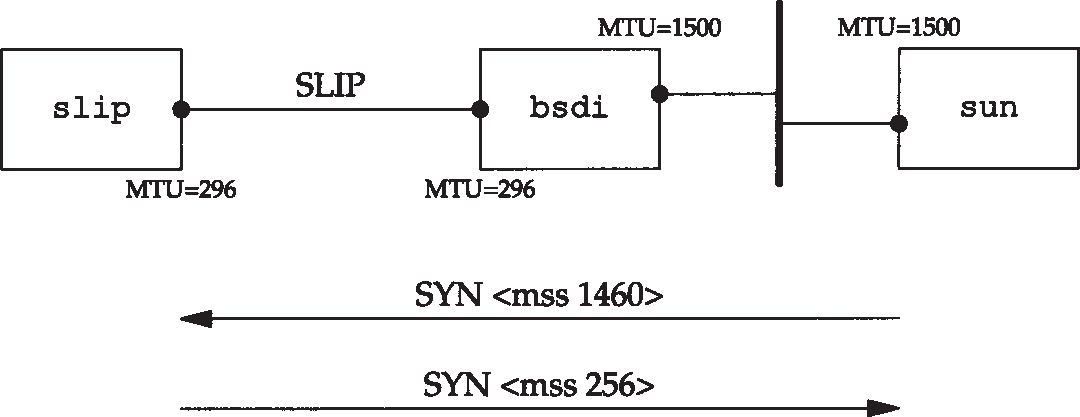 MTU=1500 MTU=1500
slip SLIP bsdi sun
MTU=296 MTU=296
SYN <mss 1460>
SYN <mss 256>